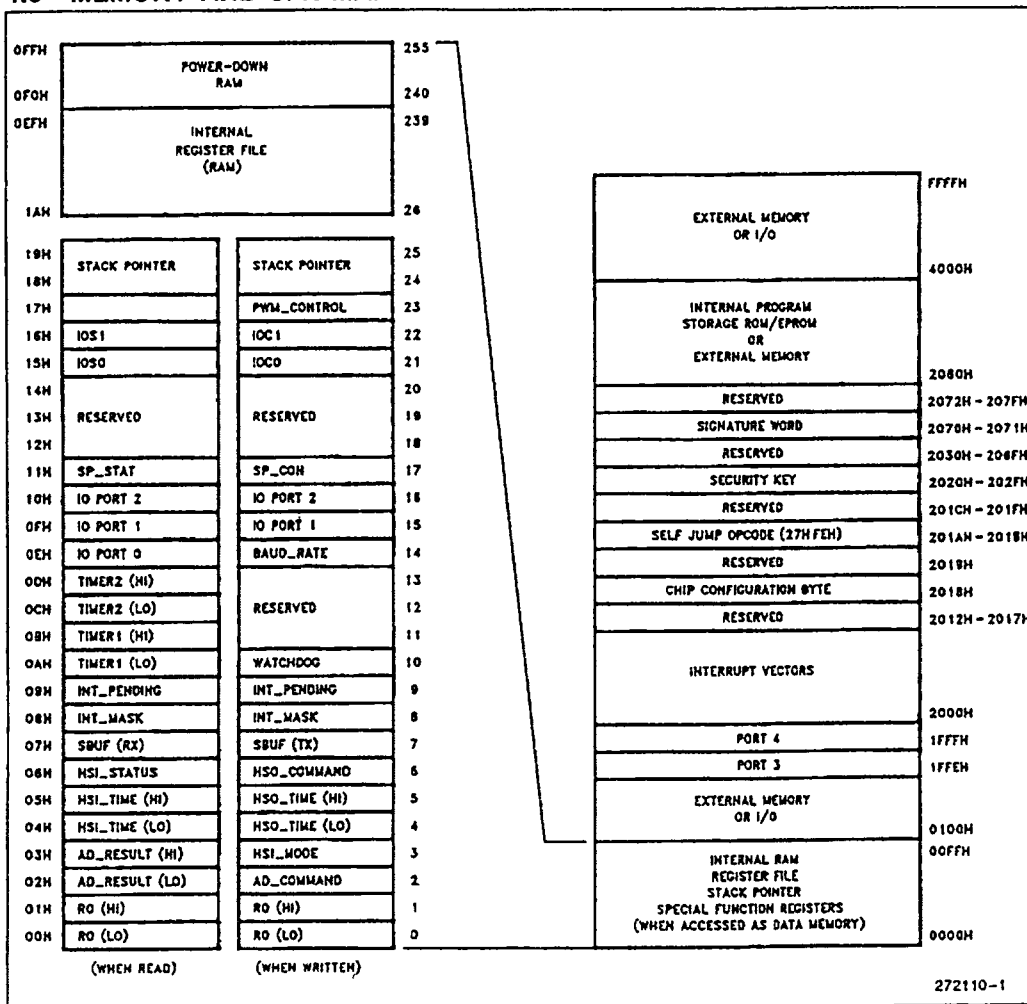 0FFH 255
POWER-DOWN
RAM
0F0H 240
0EFH 239
INTERNAL
REGISTER FILE
(RAM)
1AH 26
19H 25
STACK POINTER STACK POINTER
18H 24
17H PWM_CONTROL 23
16H IOS1 IOC1 22
15H IOS0 IOC0 21
14H 20
13H RESERVED RESERVED 19
12H 18
11H SP_STAT SP_CON 17
10H IO PORT 2 IO PORT 2 16
0FH IO PORT 1 IO PORT 1 15
0EH IO PORT 0 BAUD_RATE 14
0DH TIMER2 (HI) 13
0CH TIMER2 (LO) RESERVED 12
0BH TIMER1 (HI) 11
0AH TIMER1 (LO) WATCHDOG 10
09H INT_PENDING INT_PENDING 9
08H INT_MASK INT_MASK 8
07H SBUF (RX) SBUF (TX) 7
06H HSI_STATUS HSO_COMMAND 6
05H HSI_TIME (HI) HSO_TIME (HI) 5
04H HSI_TIME (LO) HSO_TIME (LO) 4
03H AD_RESULT (HI) HSI_MODE 3
02H AD_RESULT (LO) AD_COMMAND 2
01H R0 (HI) R0 (HI) 1
00H R0 (LO) R0 (LO) 0
(WHEN READ) (WHEN WRITTEN)
FFFFH
EXTERNAL MEMORY
OR I/O
4000H
INTERNAL PROGRAM
STORAGE ROM/EPROM
OR
EXTERNAL MEMORY
2080H
RESERVED 2072H - 207FH
SIGNATURE WORD 2070H - 2071H
RESERVED 2030H - 206FH
SECURITY KEY 2020H - 202FH
RESERVED 201CH - 201FH
SELF JUMP OPCODE (27H FEH) 201AH - 201BH
RESERVED 2019H
CHIP CONFIGURATION BYTE 2018H
RESERVED 2012H - 2017H
INTERRUPT VECTORS
2000H
PORT 4 1FFFH
PORT 3 1FFEH
EXTERNAL MEMORY
OR I/O
0100H
00FFH
INTERNAL RAM
REGISTER FILE
STACK POINTER
SPECIAL FUNCTION REGISTERS
(WHEN ACCESSED AS DATA MEMORY)
0000H
272110-1